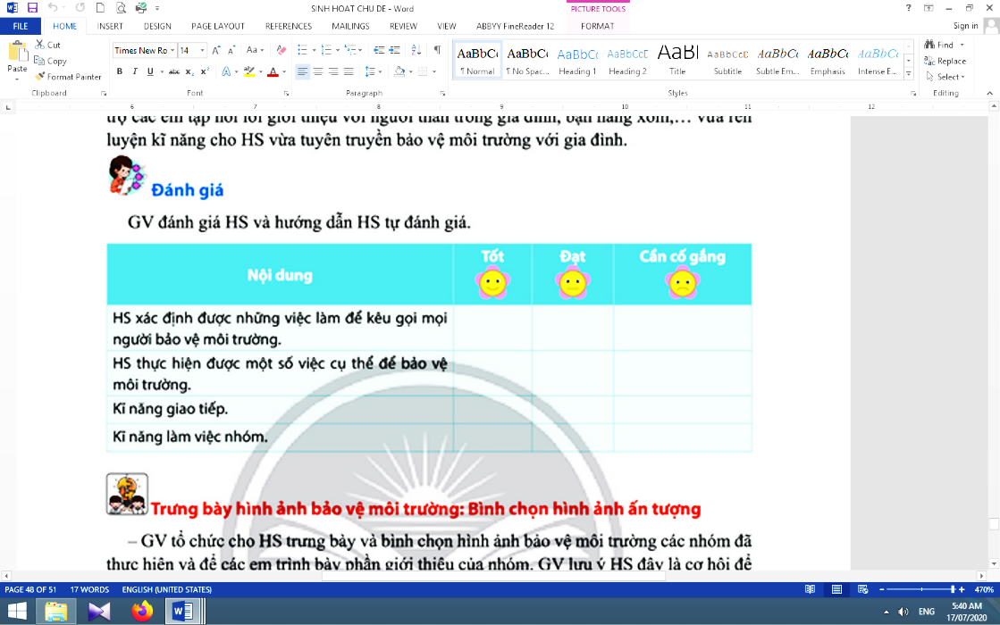 SINH HOAT CHU DE - Word
PICTURE TOOLS
?
Sign in
FILE HOME INSERT DESIGN PAGE LAYOUT REFERENCES MAILINGS REVIEW VIEW ABBYY FineReader 12 FORMAT
Paste
Cut
Copy
Format Painter
Clipboard
Times New Ro 14
Aa
B I U abc x₂ x²
Font
Paragraph
AaBbCc AaBbCc AaBbCc AaBbCcD AaBl AaBbCcD AaBbCc AaBbCc AaBbCc
¶ Normal ¶ No Spac... Heading 1 Heading 2 Title Subtitle Subtle Em... Emphasis Intense E...
Styles
Find
Replace
Select
Editing
6 7 8 9 10 11 12
trợ các em tập nói lời giới thiệu với người thân trong gia đình, bạn hàng xóm,… vừa rèn
luyện kĩ năng cho HS vừa tuyên truyền bảo vệ môi trường với gia đình.
Đánh giá
GV đánh giá HS và hướng dẫn HS tự đánh giá.
Nội dung Tốt Đạt Cần cố gắng
HS xác định được những việc làm để kêu gọi mọi
người bảo vệ môi trường.
HS thực hiện được một số việc cụ thể để bảo vệ
môi trường.
Kĩ năng giao tiếp.
Kĩ năng làm việc nhóm.
Trưng bày hình ảnh bảo vệ môi trường: Bình chọn hình ảnh ấn tượng
– GV tổ chức cho HS trưng bày và bình chọn hình ảnh bảo vệ môi trường các nhóm đã
thực hiện và để các em trình bày phần giới thiệu của nhóm. GV lưu ý HS đây là cơ hội để
PAGE 48 OF 51 17 WORDS ENGLISH (UNITED STATES) 470%
ENG
5:40 AM
17/07/2020